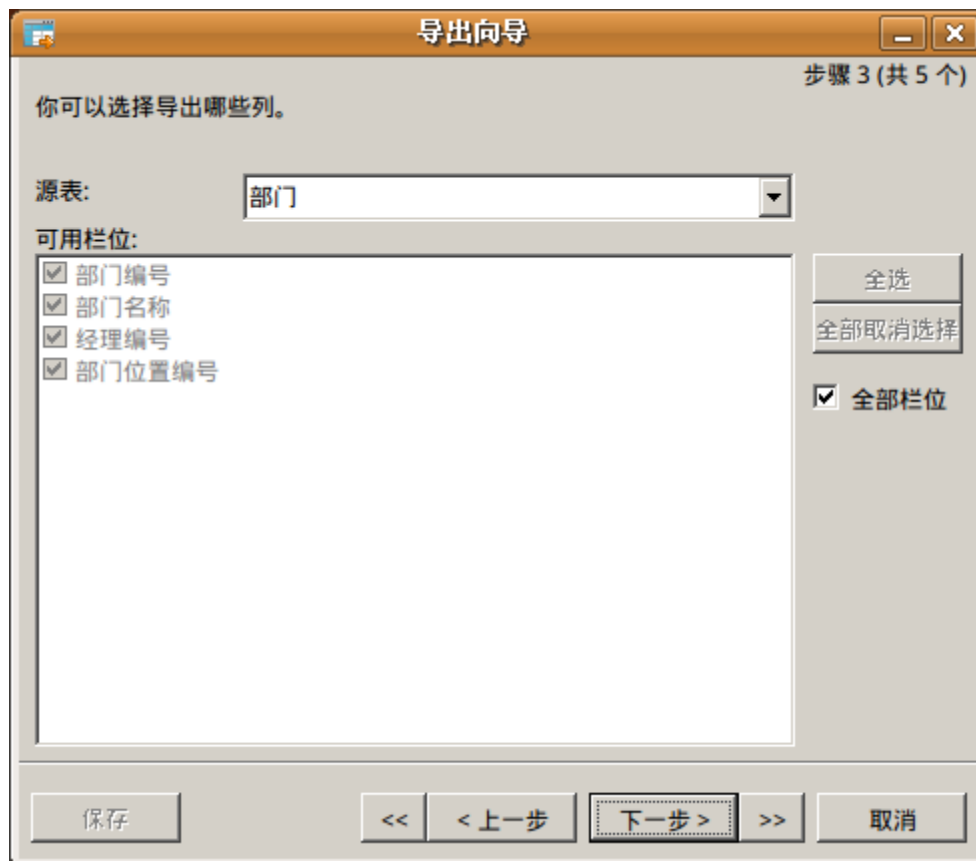 导出向导
步骤 3 (共 5 个)
你可以选择导出哪些列。
源表:
部门
可用栏位:
部门编号
部门名称
经理编号
部门位置编号
全选
全部取消选择
全部栏位
保存
<<
< 上一步
下一步 >
>>
取消